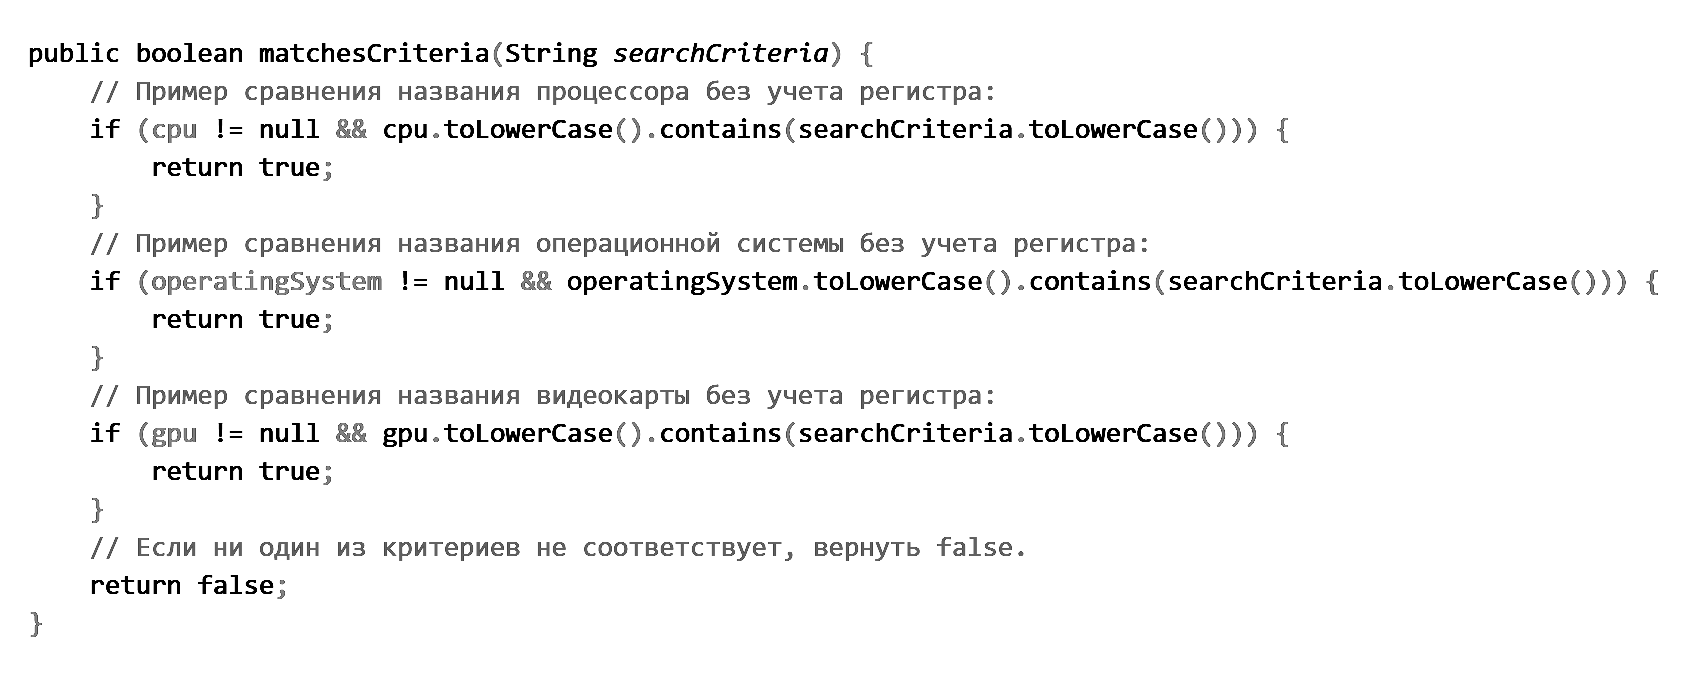 public boolean matchesCriteria(String searchCriteria) {
    // Пример сравнения названия процессора без учета регистра:
    if (cpu != null && cpu.toLowerCase().contains(searchCriteria.toLowerCase())) {
        return true;
    }
    // Пример сравнения названия операционной системы без учета регистра:
    if (operatingSystem != null && operatingSystem.toLowerCase().contains(searchCriteria.toLowerCase())) {
        return true;
    }
    // Пример сравнения названия видеокарты без учета регистра:
    if (gpu != null && gpu.toLowerCase().contains(searchCriteria.toLowerCase())) {
        return true;
    }
    // Если ни один из критериев не соответствует, вернуть false.
    return false;
}